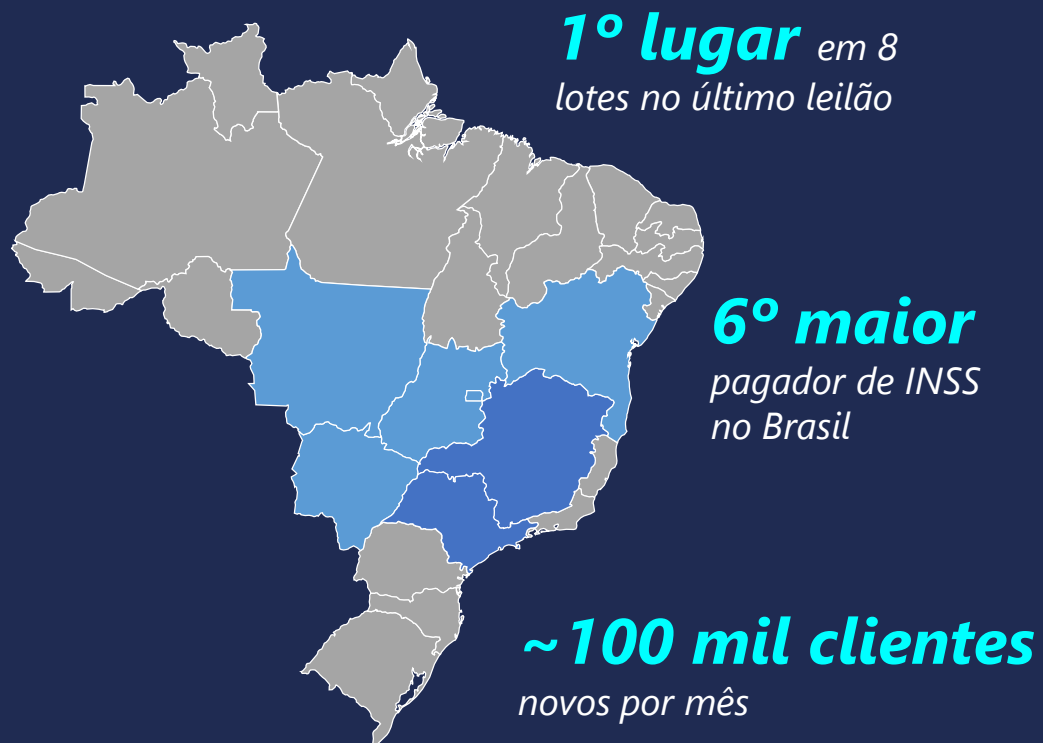 1º lugar em 8
lotes no último leilão
6º maior
pagador de INSS
no Brasil
~100 mil clientes
novos por mês